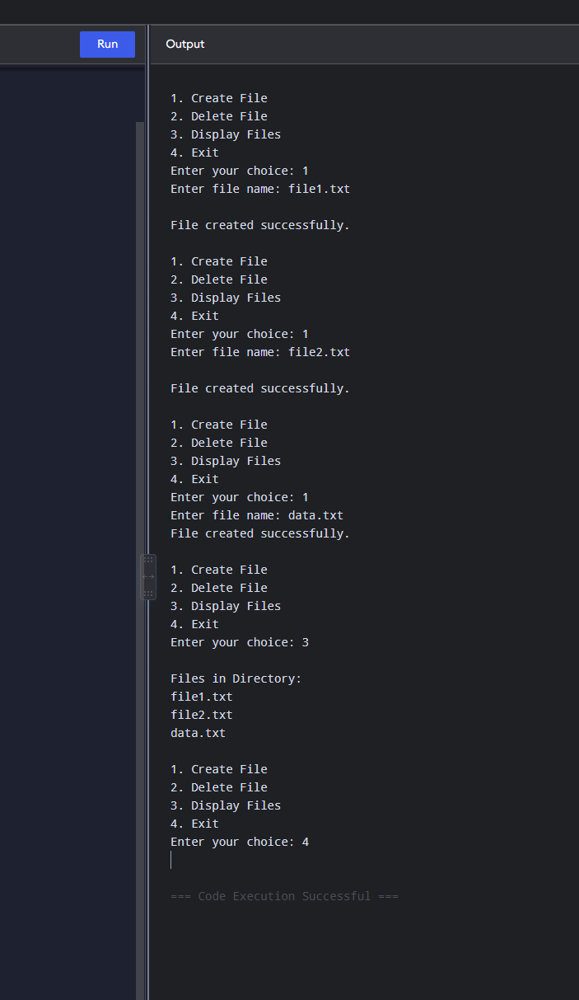 Run
Output
1. Create File
2. Delete File
3. Display Files
4. Exit
Enter your choice: 1
Enter file name: file1.txt
File created successfully.
1. Create File
2. Delete File
3. Display Files
4. Exit
Enter your choice: 1
Enter file name: file2.txt
File created successfully.
1. Create File
2. Delete File
3. Display Files
4. Exit
Enter your choice: 1
Enter file name: data.txt
File created successfully.
1. Create File
2. Delete File
3. Display Files
4. Exit
Enter your choice: 3
Files in Directory:
file1.txt
file2.txt
data.txt
1. Create File
2. Delete File
3. Display Files
4. Exit
Enter your choice: 4
=== Code Execution Successful ===